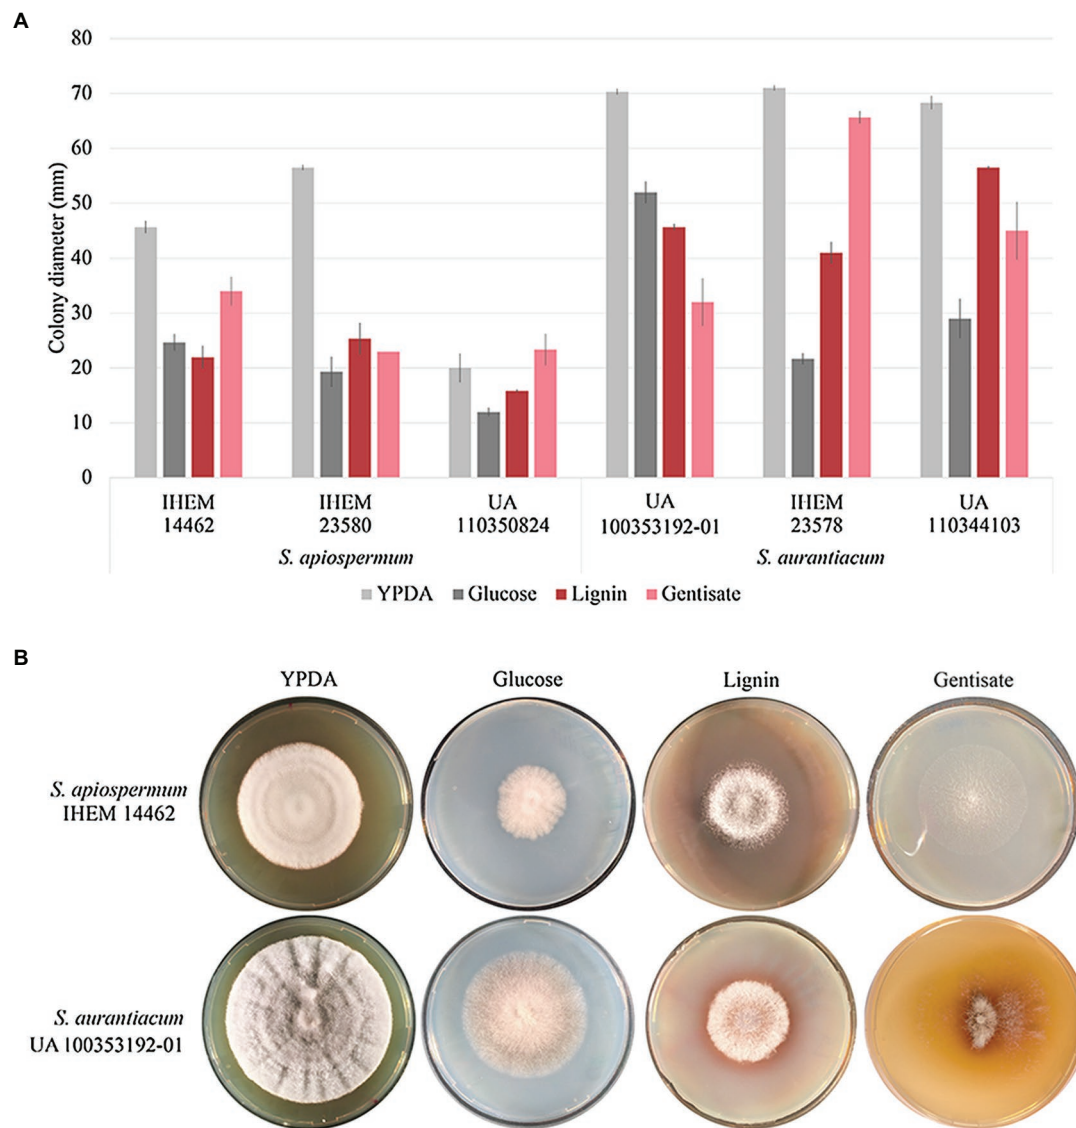 A
80
70
60
50
40
30
20
10
0
Colony diameter (mm)
IHEM
14462
IHEM
23580
UA
110350824
UA
100353192-01
IHEM
23578
UA
110344103
S. apiospermum
S. aurantiacum
YPDA Glucose Lignin Gentisate
B
YPDA Glucose Lignin Gentisate
S. apiospermum
IHEM 14462
S. aurantiacum
UA 100353192-01